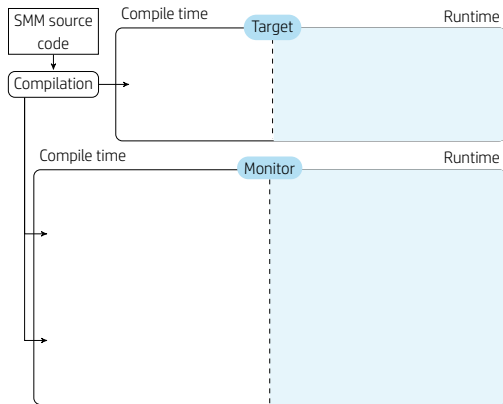 SMM source
code
Compilation
Compile time
Target
Runtime
Compile time
Monitor
Runtime